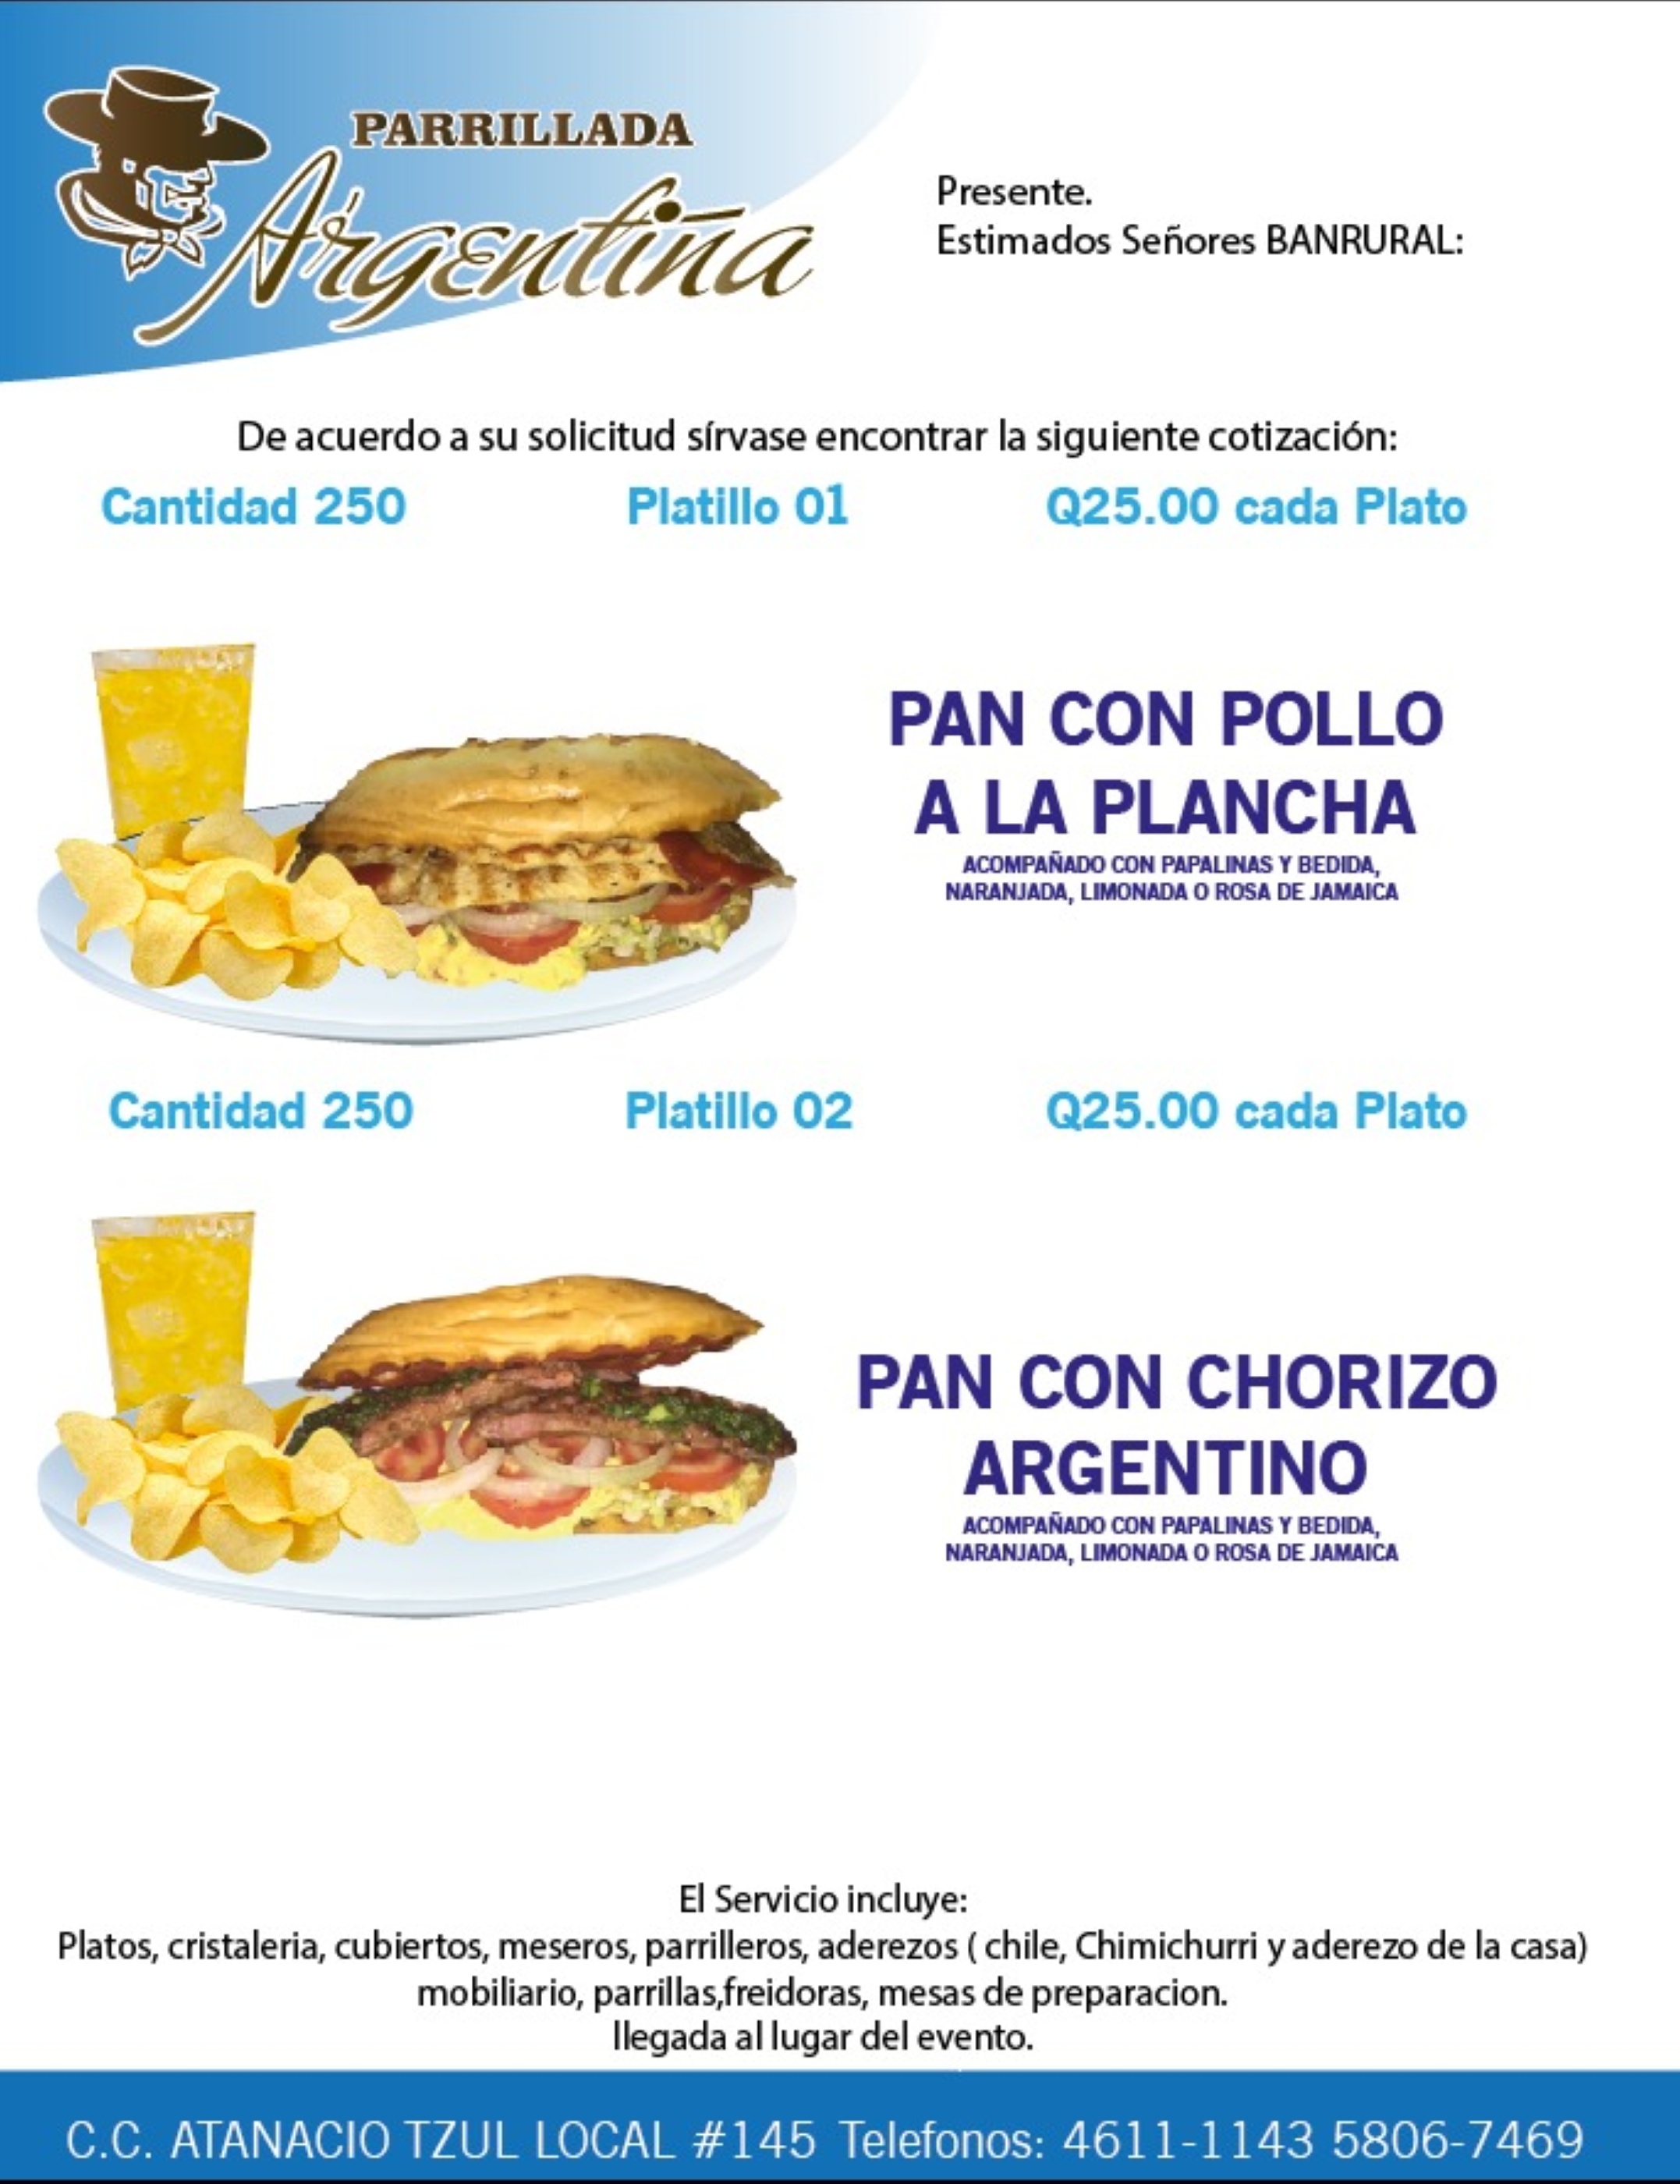 PARRILLADA
Argentina
Presente.
Estimados Señores BANRURAL:
De acuerdo a su solicitud sírvase encontrar la siguiente cotización:
Cantidad 250 Platillo 01 Q25.00 cada Plato
PAN CON POLLO
A LA PLANCHA
ACOMPAÑADO CON PAPALINAS Y BEDIDA,
NARANJADA, LIMONADA O ROSA DE JAMAICA
Cantidad 250 Platillo 02 Q25.00 cada Plato
PAN CON CHORIZO
ARGENTINO
ACOMPAÑADO CON PAPALINAS Y BEDIDA,
NARANJADA, LIMONADA O ROSA DE JAMAICA
El Servicio incluye:
Platos, cristaleria, cubiertos, meseros, parrilleros, aderezos ( chile, Chimichurri y aderezo de la casa)
mobiliario, parrillas,freidoras, mesas de preparacion.
llegada al lugar del evento.
C.C. ATANACIO TZUL LOCAL #145 Telefonos: 4611-1143 5806-7469